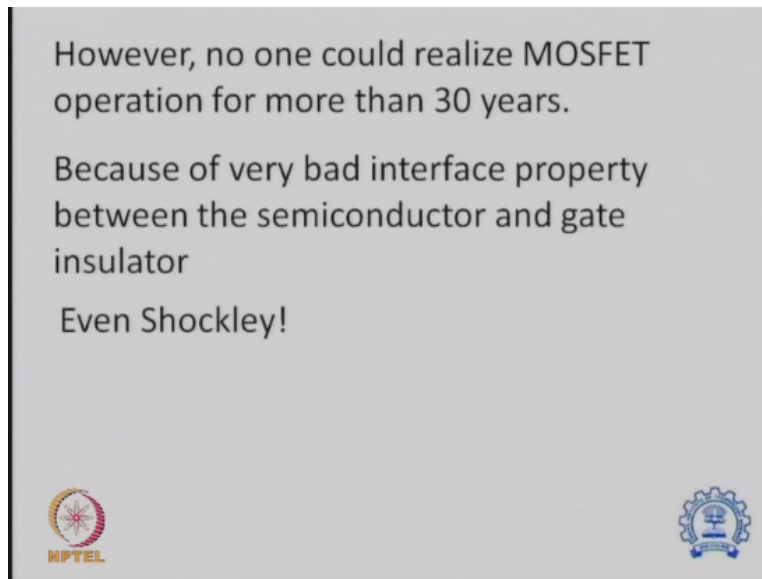 However, no one could realize MOSFET
operation for more than 30 years.
Because of very bad interface property
between the semiconductor and gate
insulator
Even Shockley!
NPTEL